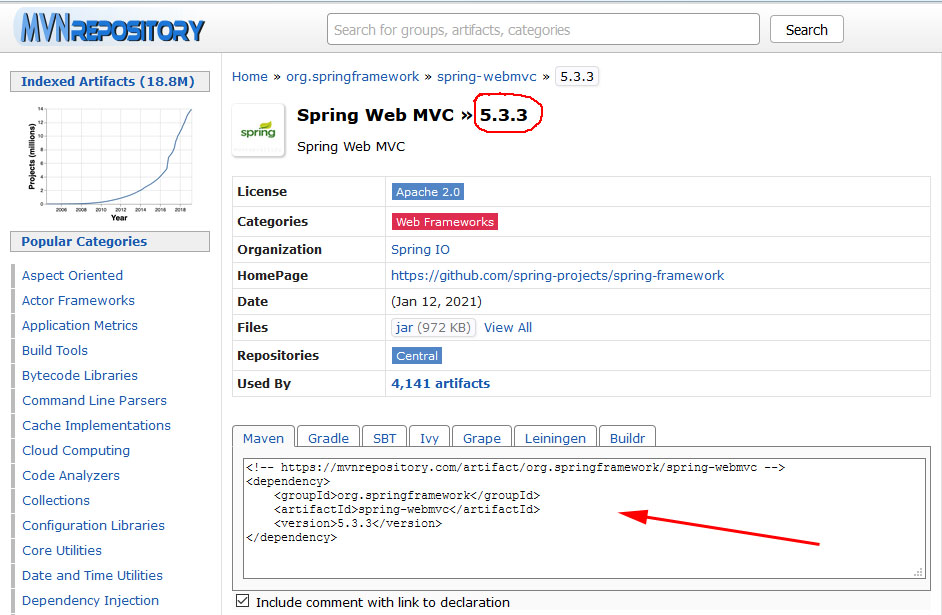 MVNREPOSITORY
Search for groups, artifacts, categories
Search
Indexed Artifacts (18.8M)
Projects (millions)
14
12
10
8
6
4
2
0
2006 2008 2010 2012 2014 2016 2018
Year
Popular Categories
Aspect Oriented
Actor Frameworks
Application Metrics
Build Tools
Bytecode Libraries
Command Line Parsers
Cache Implementations
Cloud Computing
Code Analyzers
Collections
Configuration Libraries
Core Utilities
Date and Time Utilities
Dependency Injection
Home » org.springframework » spring-webmvc » 5.3.3
spring
Spring Web MVC » 5.3.3
Spring Web MVC
License Apache 2.0
Categories Web Frameworks
Organization Spring IO
HomePage https://github.com/spring-projects/spring-framework
Date (Jan 12, 2021)
Files jar (972 KB) View All
Repositories Central
Used By 4,141 artifacts
Maven Gradle SBT Ivy Grape Leiningen Buildr
<!-- https://mvnrepository.com/artifact/org.springframework/spring-webmvc -->
<dependency>
    <groupId>org.springframework</groupId>
    <artifactId>spring-webmvc</artifactId>
    <version>5.3.3</version>
</dependency>
Include comment with link to declaration